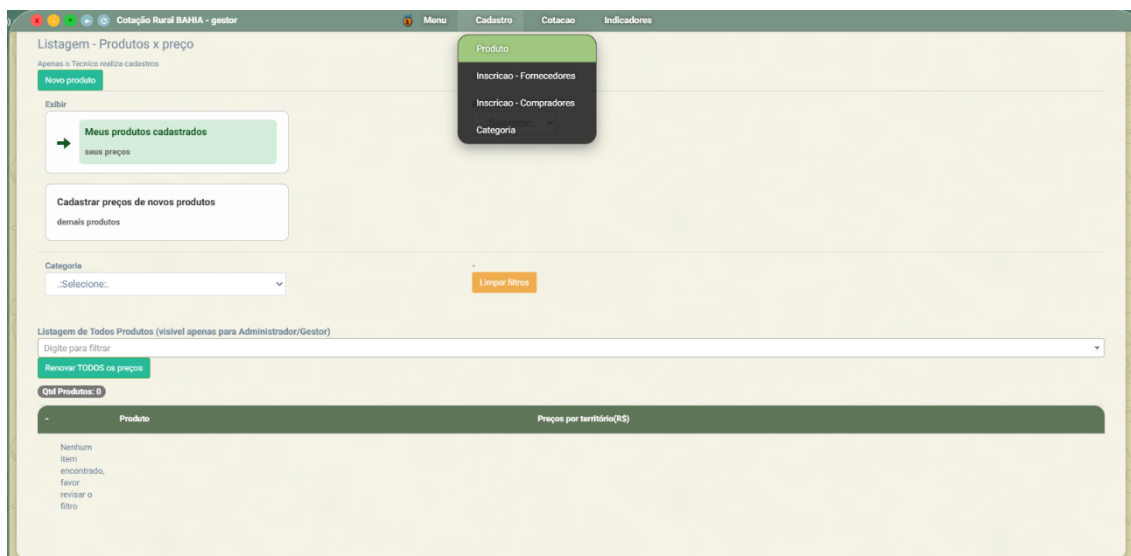 Cotação Rural BAHIA - gestor
Menu
Cadastro
Cotacao
Indicadores
Produto
Inscricao - Fornecedores
Inscricao - Compradores
Categoria
Listagem - Produtos x preço
Apenas o Tecnico realiza cadastros
Novo produto
Exibir
Meus produtos cadastrados
seus preços
.:Selecione:.
Cadastrar preços de novos produtos
demais produtos
Categoria
-
.:Selecione:.
Limpar filtros
Listagem de Todos Produtos (visivel apenas para Administrador/Gestor)
Digite para filtrar
Renovar TODOS os preços
Qtd Produtos: 0
-
Produto
Preços por território(R$)
Nenhum
item
encontrado,
favor
revisar o
filtro